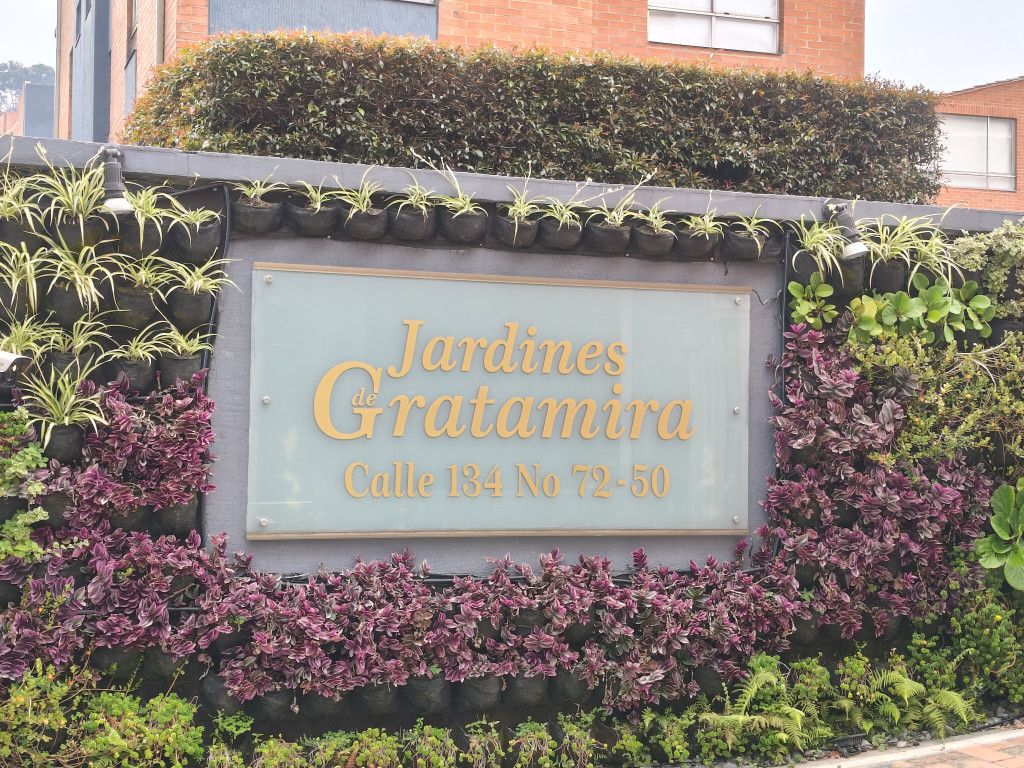 Jardines
de Gratamira
Calle 134 No 72-50